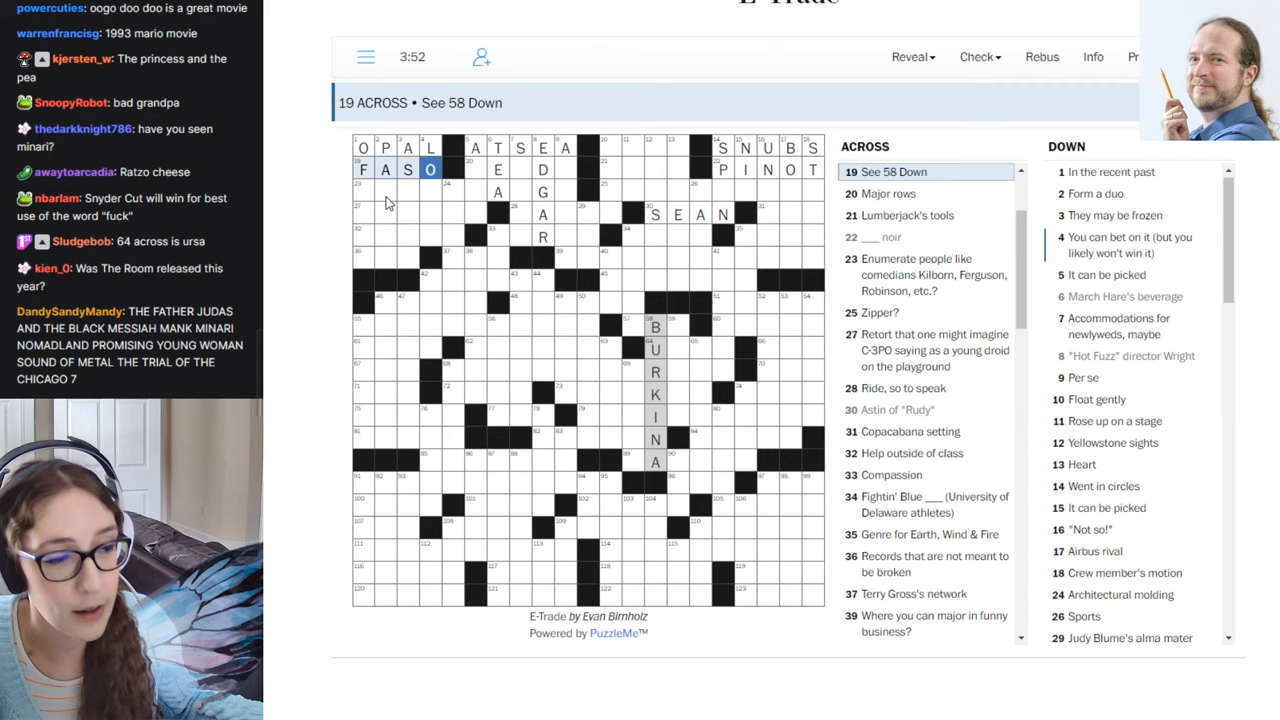 powercuties: oogo doo doo is a great movie
warrenfrancisg: 1993 mario movie
kjersten_w: The princess and the
pea
SnoopyRobot: bad grandpa
thedarkknight786: have you seen
minari?
awaytoarcadia: Ratzo cheese
nbarlam: Snyder Cut will win for best
use of the word "fuck"
Sludgebob: 64 across is ursa
kien_0: Was The Room released this
year?
DandySandyMandy: THE FATHER JUDAS
AND THE BLACK MESSIAH MANK MINARI
NOMADLAND PROMISING YOUNG WOMAN
SOUND OF METAL THE TRIAL OF THE
CHICAGO 7
3:52
Reveal
Check
Rebus
Info
19 ACROSS • See 58 Down
O P A L A T S E A S N U B S
F A S O E D P I N O T
A G
A S E A N
R
B
U
R
K
I
N
A
E-Trade by Evan Birnholz
Powered by PuzzleMe™
ACROSS
19 See 58 Down
20 Major rows
21 Lumberjack's tools
22 ___ noir
23 Enumerate people like
comedians Kilborn, Ferguson,
Robinson, etc.?
25 Zipper?
27 Retort that one might imagine
C-3PO saying as a young droid
on the playground
28 Ride, so to speak
30 Astin of "Rudy"
31 Copacabana setting
32 Help outside of class
33 Compassion
34 Fightin' Blue ___ (University of
Delaware athletes)
35 Genre for Earth, Wind & Fire
36 Records that are not meant to
be broken
37 Terry Gross's network
39 Where you can major in funny
business?
DOWN
1 In the recent past
2 Form a duo
3 They may be frozen
4 You can bet on it (but you
likely won't win it)
5 It can be picked
6 March Hare's beverage
7 Accommodations for
newlyweds, maybe
8 "Hot Fuzz" director Wright
9 Per se
10 Float gently
11 Rose up on a stage
12 Yellowstone sights
13 Heart
14 Went in circles
15 It can be picked
16 "Not so!"
17 Airbus rival
18 Crew member's motion
24 Architectural molding
26 Sports
29 Judy Blume's alma mater